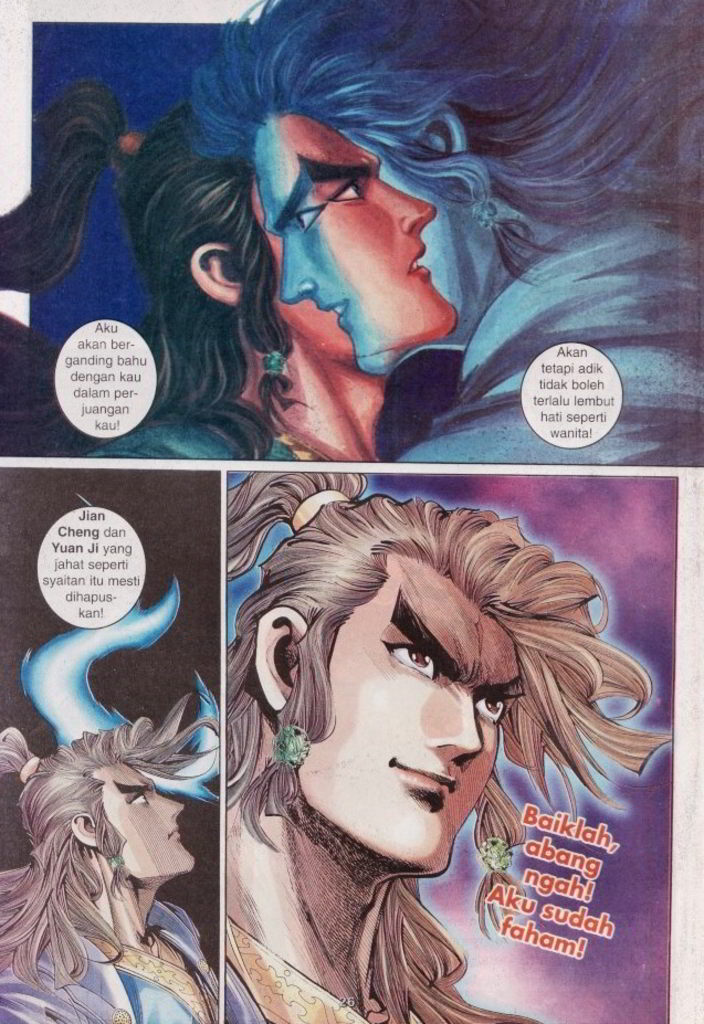 Aku
akan ber-
ganding bahu
dengan kau
dalam per-
juangan
kau!
Akan
tetapi adik
tidak boleh
terlalu lembut
hati seperti
wanita!
Jian
Cheng dan
Yuan Ji yang
jahat seperti
syaitan itu mesti
dihapus-
kan!
Baiklah,
abang
ngah!
Aku sudah
faham!
26